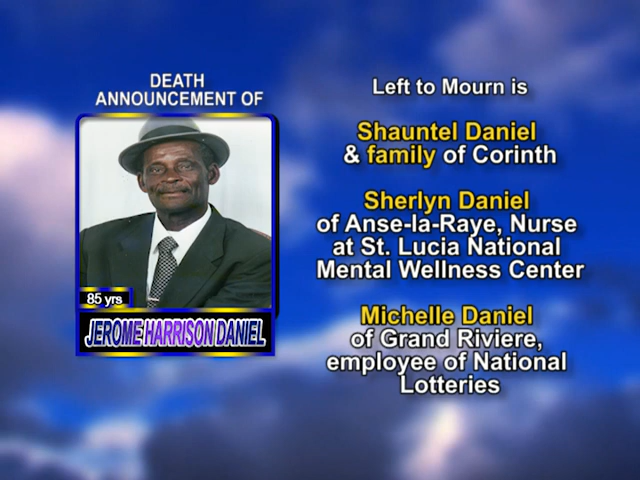 DEATH
ANNOUNCEMENT OF
85 yrs
JEROME HARRISON DANIEL
Left to Mourn is
Shauntel Daniel
& family of Corinth
Sherlyn Daniel
of Anse-la-Raye, Nurse
at St. Lucia National
Mental Wellness Center
Michelle Daniel
of Grand Riviere,
employee of National
Lotteries